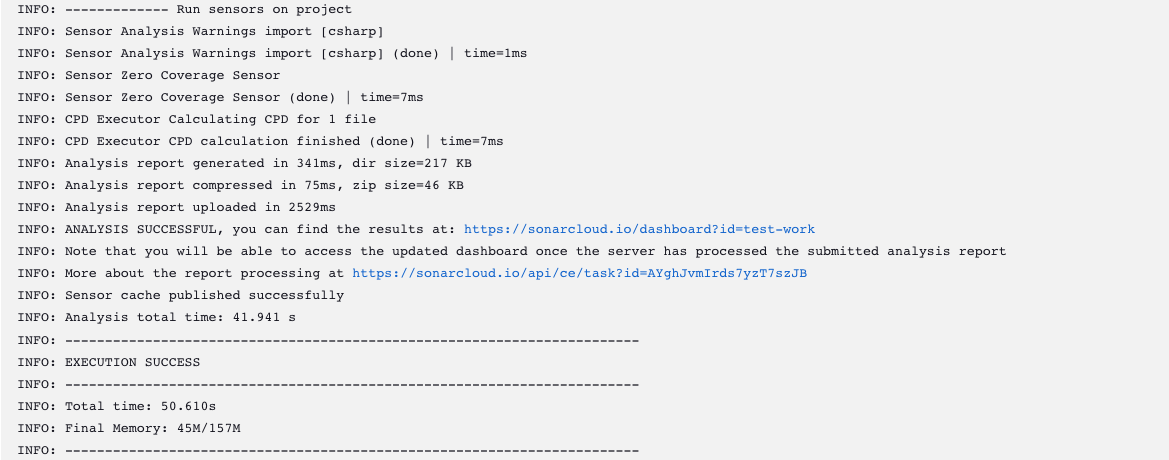 INFO: ------------- Run sensors on project
INFO: Sensor Analysis Warnings import [csharp]
INFO: Sensor Analysis Warnings import [csharp] (done) | time=1ms
INFO: Sensor Zero Coverage Sensor
INFO: Sensor Zero Coverage Sensor (done) | time=7ms
INFO: CPD Executor Calculating CPD for 1 file
INFO: CPD Executor CPD calculation finished (done) | time=7ms
INFO: Analysis report generated in 341ms, dir size=217 KB
INFO: Analysis report compressed in 75ms, zip size=46 KB
INFO: Analysis report uploaded in 2529ms
INFO: ANALYSIS SUCCESSFUL, you can find the results at: https://sonarcloud.io/dashboard?id=test-work
INFO: Note that you will be able to access the updated dashboard once the server has processed the submitted analysis report
INFO: More about the report processing at https://sonarcloud.io/api/ce/task?id=AYghJvmIrds7yzT7szJB
INFO: Sensor cache published successfully
INFO: Analysis total time: 41.941 s
INFO: ------------------------------------------------------------------------
INFO: EXECUTION SUCCESS
INFO: ------------------------------------------------------------------------
INFO: Total time: 50.610s
INFO: Final Memory: 45M/157M
INFO: ------------------------------------------------------------------------